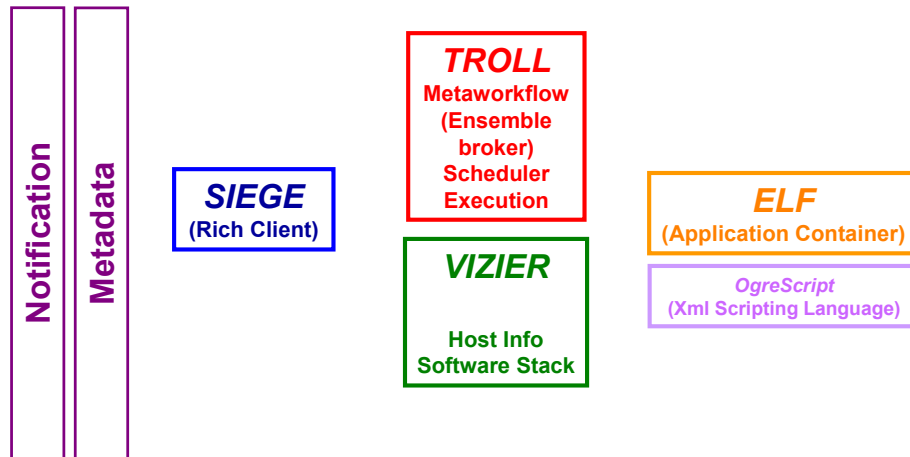 Notification
Metadata
SIEGE
(Rich Client)
TROLL
Metaworkflow
(Ensemble
broker)
Scheduler
Execution
VIZIER
Host Info
Software Stack
ELF
(Application Container)
OgreScript
(Xml Scripting Language)